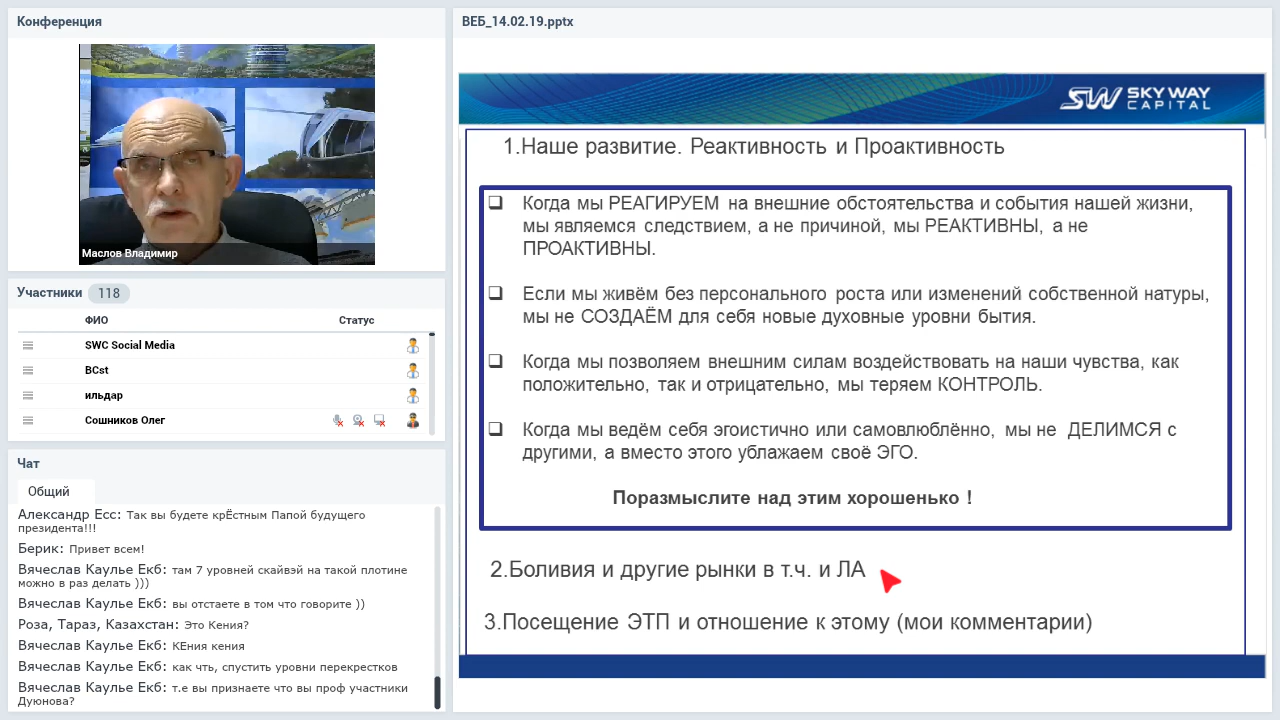 Конференция
Маслов Владимир
Участники 118
ФИО Статус
SWC Social Media
BCst
ильдар
Сошников Олег
Чат
Общий
Александр Есс: Так вы будете крЁстным Папой будущего
президента!!!
Берик: Привет всем!
Вячеслав Каулье Екб: там 7 уровней скайвэй на такой плотине
можно в раз делать )))
Вячеслав Каулье Екб: вы отстаете в том что говорите ))
Роза, Тараз, Казахстан: Это Кения?
Вячеслав Каулье Екб: КЕния кения
Вячеслав Каулье Екб: как чть, спустить уровни перекрестков
Вячеслав Каулье Екб: т.е вы признаете что вы проф участники
Дуюнова?
ВЕБ_14.02.19.pptx
SW SKY WAY
CAPITAL
1.Наше развитие. Реактивность и Проактивность
Когда мы РЕАГИРУЕМ на внешние обстоятельства и события нашей жизни,
мы являемся следствием, а не причиной, мы РЕАКТИВНЫ, а не
ПРОАКТИВНЫ.
Если мы живём без персонального роста или изменений собственной натуры,
мы не СОЗДАЁМ для себя новые духовные уровни бытия.
Когда мы позволяем внешним силам воздействовать на наши чувства, как
положительно, так и отрицательно, мы теряем КОНТРОЛЬ.
Когда мы ведём себя эгоистично или самовлюблённо, мы не ДЕЛИМСЯ с
другими, а вместо этого ублажаем своё ЭГО.
Поразмыслите над этим хорошенько !
2.Боливия и другие рынки в т.ч. и ЛА
3.Посещение ЭТП и отношение к этому (мои комментарии)